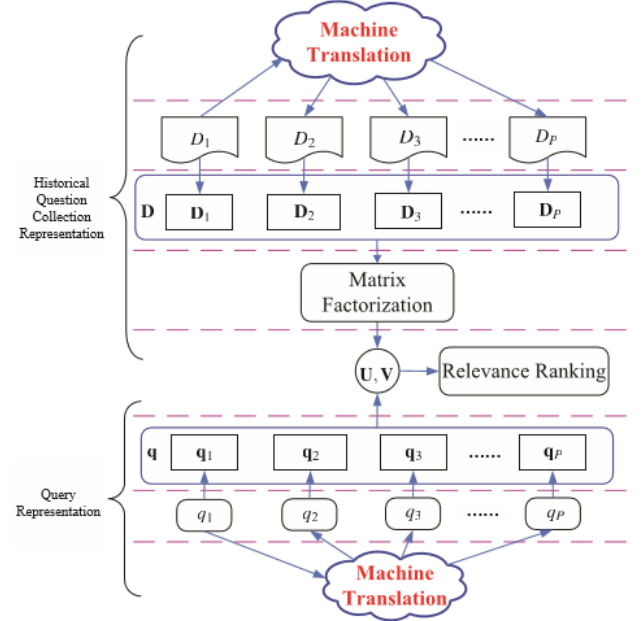 Machine
Translation
D₁ D₂ D₃ ...... Dₚ
Historical
Question
Collection
Representation
D D₁ D₂ D₃ ...... Dₚ
Matrix
Factorization
U, V Relevance Ranking
q q₁ q₂ q₃ ...... qₚ
Query
Representation
q₁ q₂ q₃ ...... qₚ
Machine
Translation